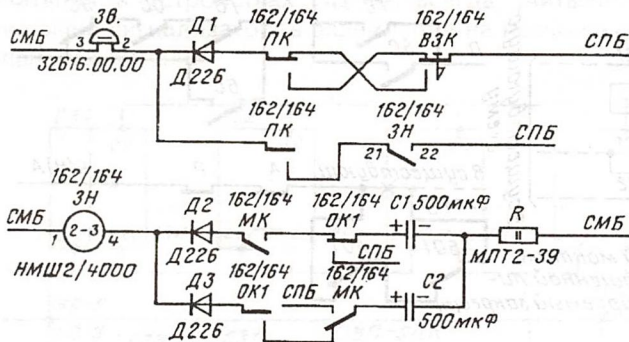 ЗВ.
СМБ 3 2
32616.00.00
Д1
Д226
162/164
ПК
162/164
ВЗК
СПБ
162/164
ПК
162/164
ЗН
21 22
СПБ
162/164
ЗН
СМБ
1 2-3 4
НМШ2/4000
Д2
Д226
162/164
МК
162/164
ОК1
СПБ
С1 500мкФ
+ −
R
МЛТ2-39
СМБ
Д3
Д226
162/164
ОК1
СПБ
162/164
МК
С2
+ −
500мкФ